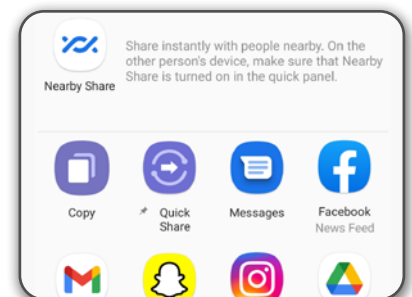 Share instantly with people nearby. On the
other person's device, make sure that Nearby
Share is turned on in the quick panel.
Nearby Share
Copy
Quick
Share
Messages
Facebook
News Feed